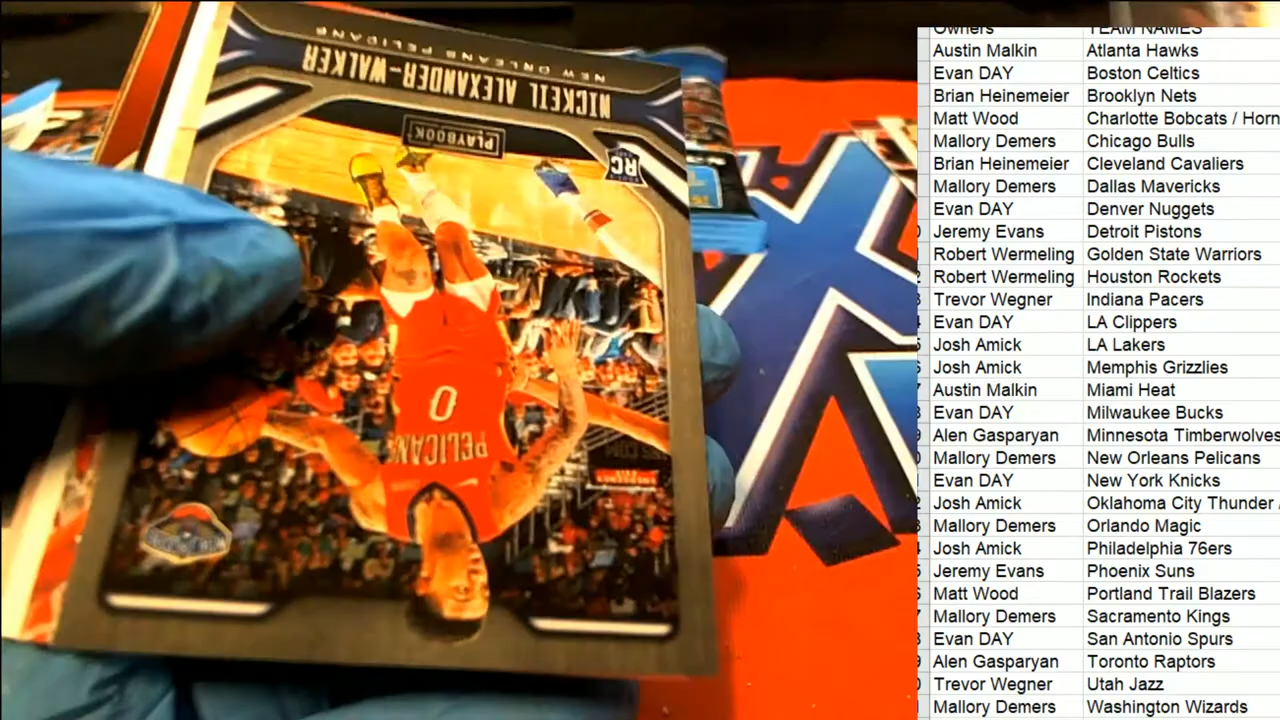 NEW ORLEANS PELICANS
NICKEIL ALEXANDER-WALKER
PLAYBOOK
RC
0
PELICANS
Owners TEAM NAMES
Austin Malkin Atlanta Hawks
Evan DAY Boston Celtics
Brian Heinemeier Brooklyn Nets
Matt Wood Charlotte Bobcats / Horn
Mallory Demers Chicago Bulls
Brian Heinemeier Cleveland Cavaliers
Mallory Demers Dallas Mavericks
Evan DAY Denver Nuggets
Jeremy Evans Detroit Pistons
Robert Wermeling Golden State Warriors
Robert Wermeling Houston Rockets
Trevor Wegner Indiana Pacers
Evan DAY LA Clippers
Josh Amick LA Lakers
Josh Amick Memphis Grizzlies
Austin Malkin Miami Heat
Evan DAY Milwaukee Bucks
Alen Gasparyan Minnesota Timberwolves
Mallory Demers New Orleans Pelicans
Evan DAY New York Knicks
Josh Amick Oklahoma City Thunder
Mallory Demers Orlando Magic
Josh Amick Philadelphia 76ers
Jeremy Evans Phoenix Suns
Matt Wood Portland Trail Blazers
Mallory Demers Sacramento Kings
Evan DAY San Antonio Spurs
Alen Gasparyan Toronto Raptors
Trevor Wegner Utah Jazz
Mallory Demers Washington Wizards